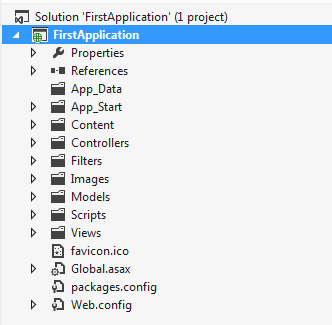 Solution 'FirstApplication' (1 project)
FirstApplication
Properties
References
App_Data
App_Start
Content
Controllers
Filters
Images
Models
Scripts
Views
favicon.ico
Global.asax
packages.config
Web.config